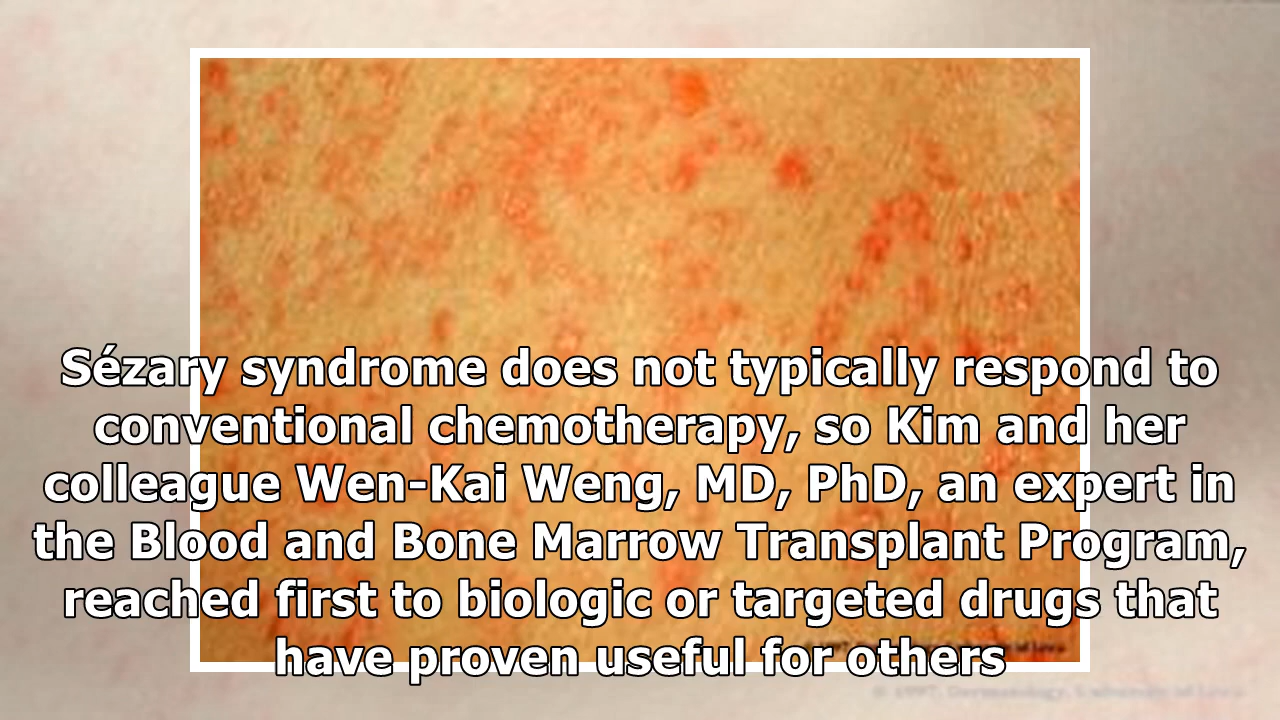 Sézary syndrome does not typically respond to
conventional chemotherapy, so Kim and her
colleague Wen-Kai Weng, MD, PhD, an expert in
the Blood and Bone Marrow Transplant Program,
reached first to biologic or targeted drugs that
have proven useful for others